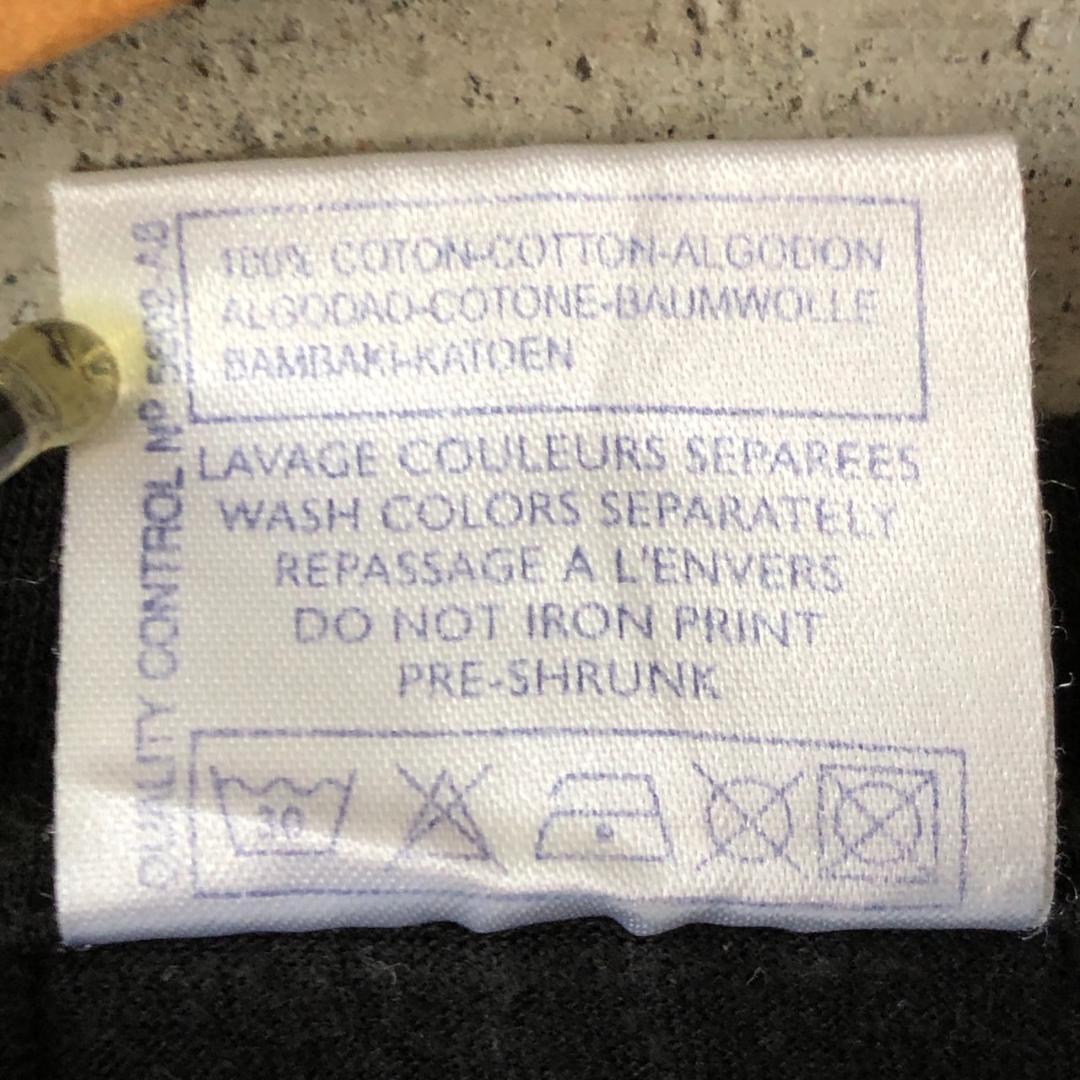 100% COTON-COTTON-ALGODON
ALGODAO-COTONE-BAUMWOLLE
BAMBAKI-KATOEN
LAVAGE COULEURS SEPAREES
WASH COLORS SEPARATELY
REPASSAGE A L'ENVERS
DO NOT IRON PRINT
PRE-SHRUNK
30
QUALITY CONTROL Nº